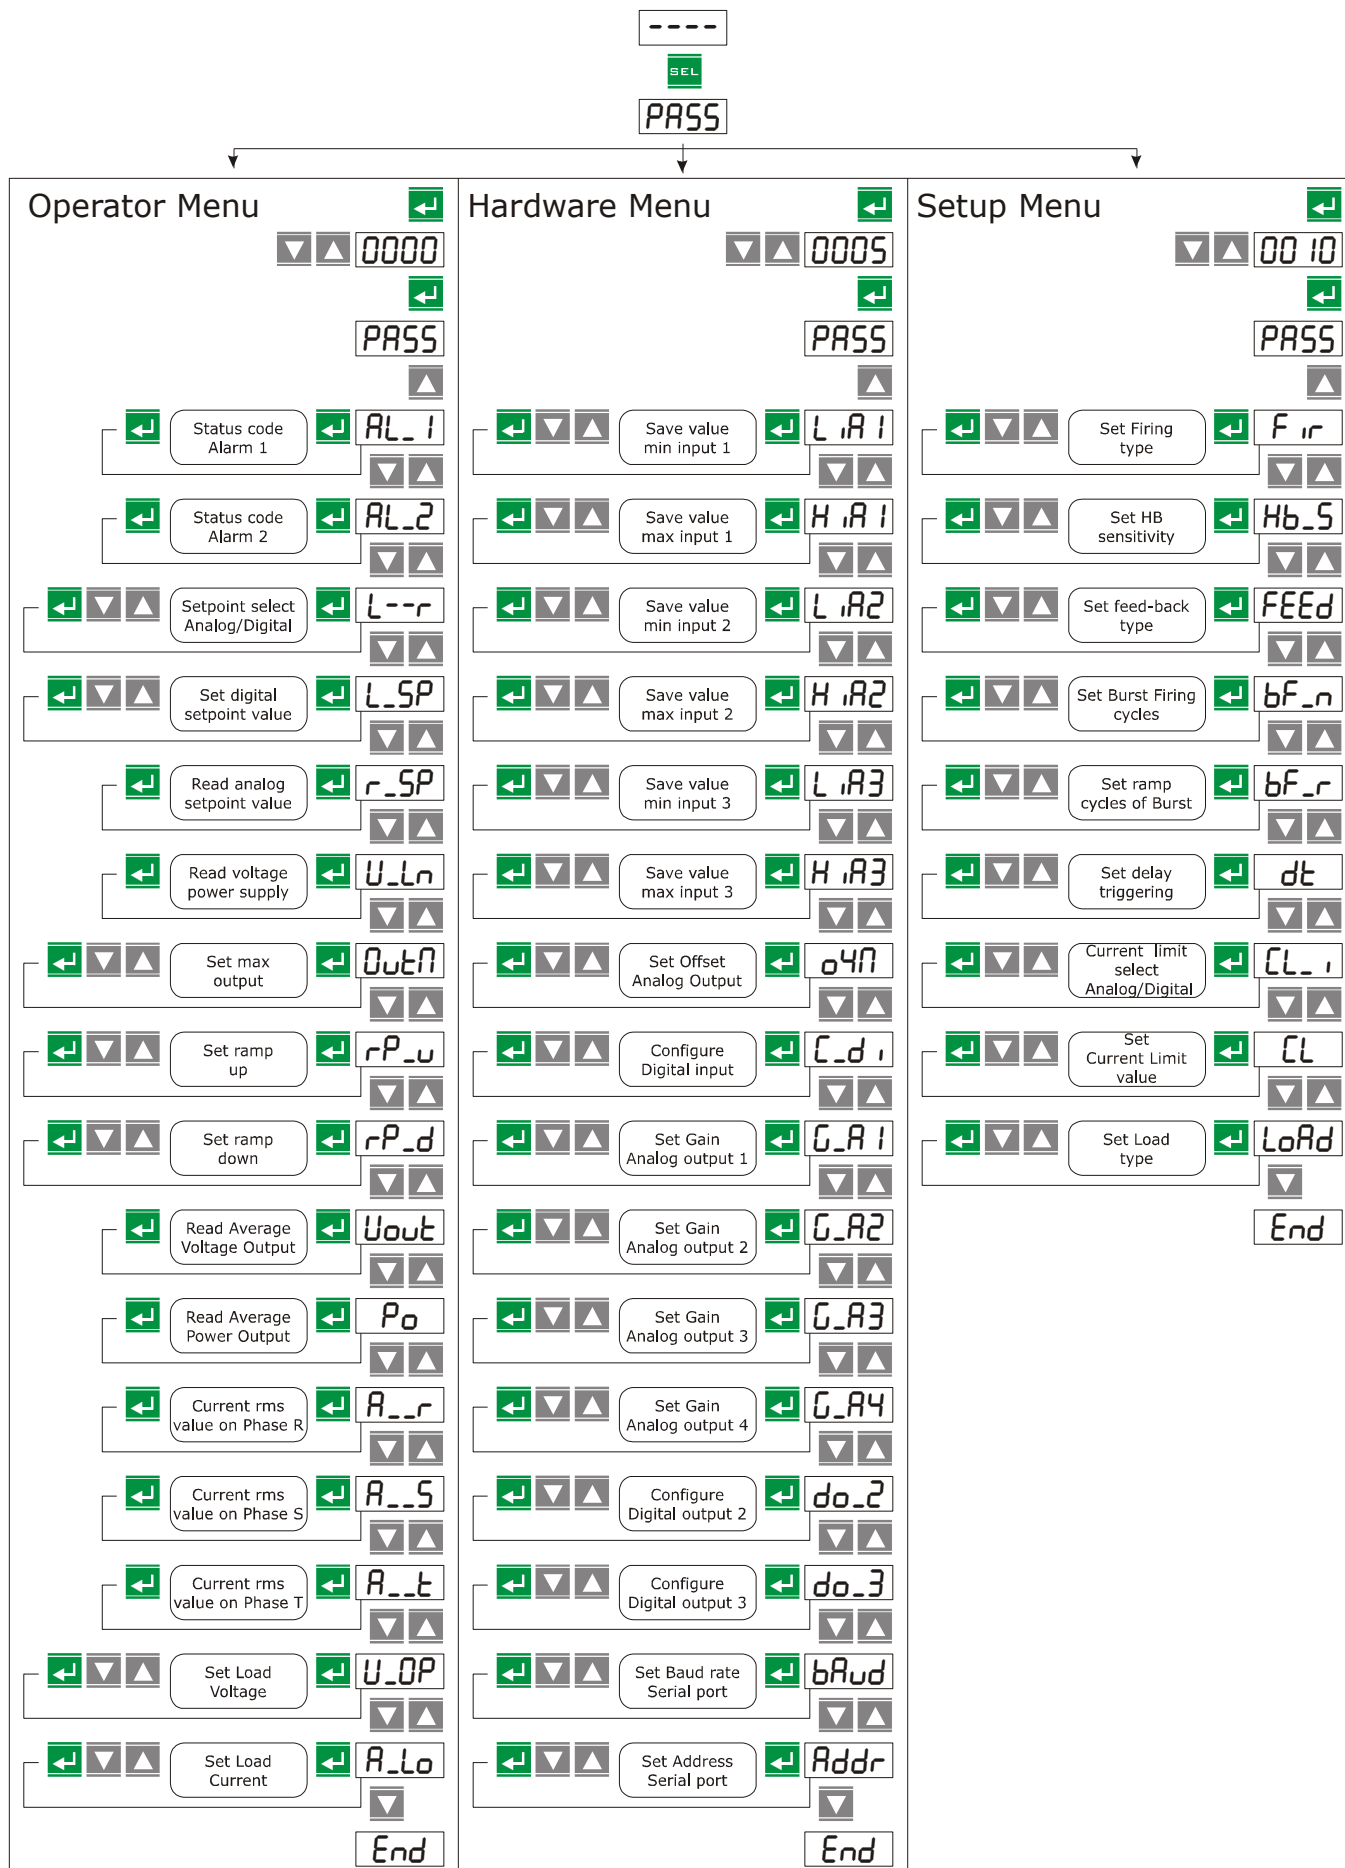 ----
SEL
PASS
Operator Menu
0000
PASS
Status code
Alarm 1
AL_1
Status code
Alarm 2
AL_2
Setpoint select
Analog/Digital
L--r
Set digital
setpoint value
L_SP
Read analog
setpoint value
r_SP
Read voltage
power supply
U_Ln
Set max
output
OutM
Set ramp
up
rP_u
Set ramp
down
rP_d
Read Average
Voltage Output
Uout
Read Average
Power Output
Po
Current rms
value on Phase R
A__r
Current rms
value on Phase S
A__S
Current rms
value on Phase T
A__t
Set Load
Voltage
U_OP
Set Load
Current
A_Lo
End
Hardware Menu
0005
PASS
Save value
min input 1
LiA1
Save value
max input 1
HiA1
Save value
min input 2
LiA2
Save value
max input 2
HiA2
Save value
min input 3
LiA3
Save value
max input 3
HiA3
Set Offset
Analog Output
o4M
Configure
Digital input
C_di
Set Gain
Analog output 1
G_A1
Set Gain
Analog output 2
G_A2
Set Gain
Analog output 3
G_A3
Set Gain
Analog output 4
G_A4
Configure
Digital output 2
do_2
Configure
Digital output 3
do_3
Set Baud rate
Serial port
bAud
Set Address
Serial port
Addr
End
Setup Menu
0010
PASS
Set Firing
type
Fir
Set HB
sensitivity
Hb_S
Set feed-back
type
FEEd
Set Burst Firing
cycles
bF_n
Set ramp
cycles of Burst
bF_r
Set delay
triggering
dt
Current limit
select
Analog/Digital
CL_i
Set
Current Limit
value
CL
Set Load
type
LoAd
End